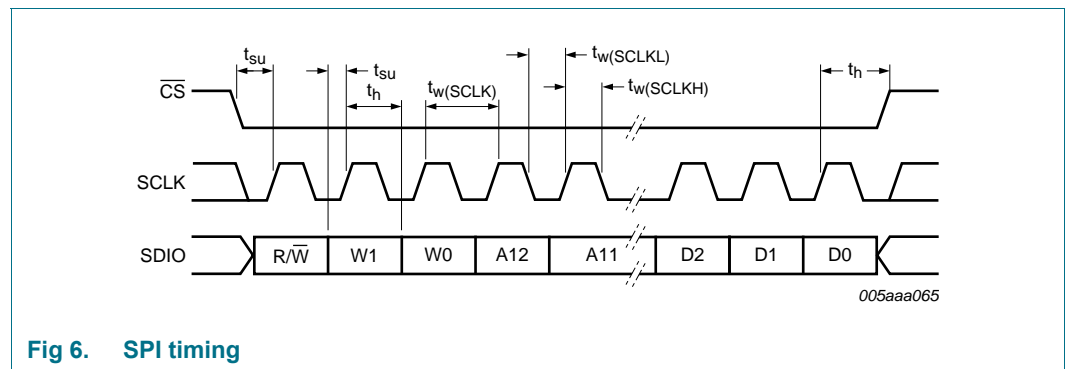 tsu
tsu
th
tw(SCLK)
tw(SCLKL)
tw(SCLKH)
th
CS
SCLK
SDIO
R/W W1 W0 A12 A11 D2 D1 D0
005aaa065
Fig 6. SPI timing